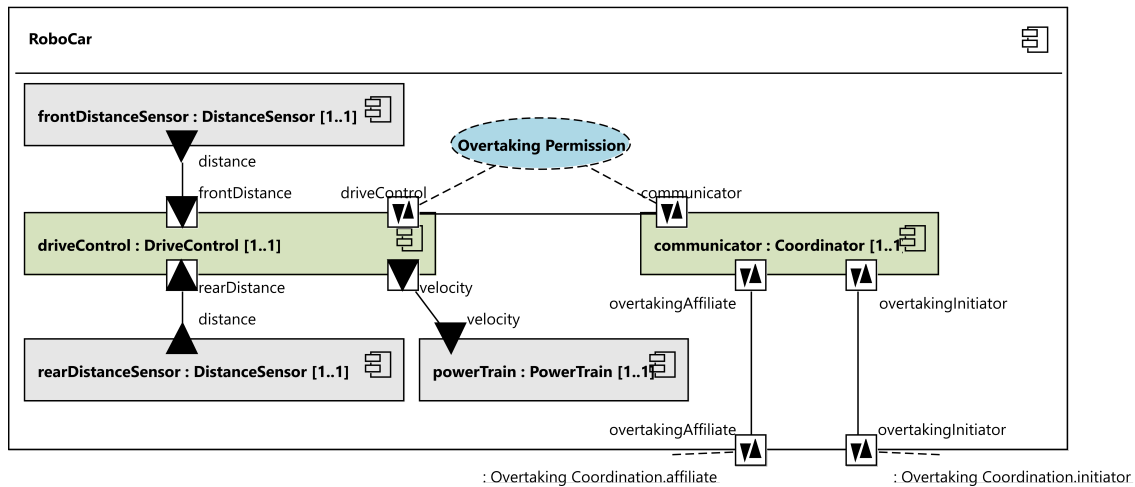 RoboCar
frontDistanceSensor : DistanceSensor [1..1]
Overtaking Permission
distance
frontDistance
driveControl
communicator
driveControl : DriveControl [1..1]
communicator : Coordinator [1..1
rearDistance
velocity
overtakingAffiliate
overtakingInitiator
distance
velocity
rearDistanceSensor : DistanceSensor [1..1]
powerTrain : PowerTrain [1..1]
overtakingAffiliate
overtakingInitiator
: Overtaking Coordination.affiliate
: Overtaking Coordination.initiator